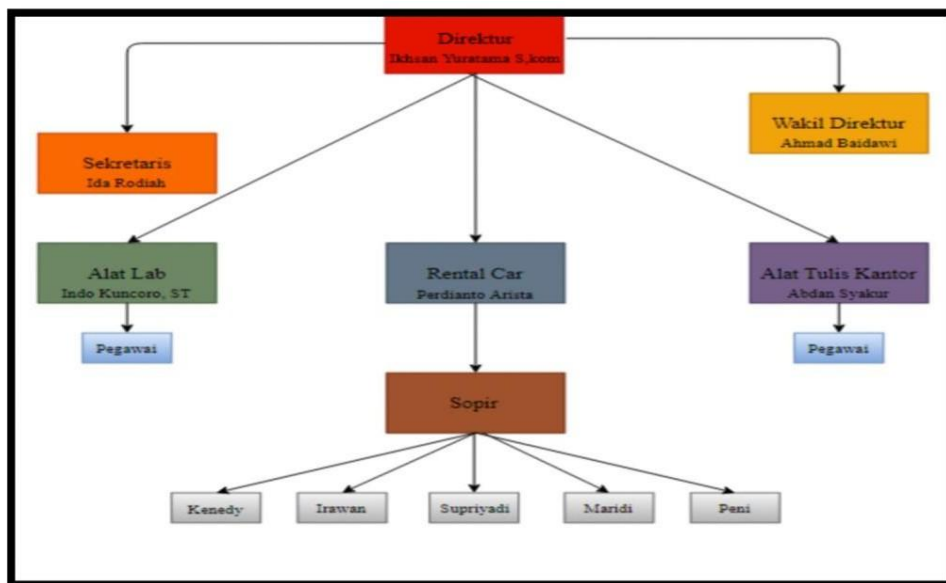 Direktur
Ikhsan Yuratama S,kom
Wakil Direktur
Ahmad Baidawi
Sekretaris
Ida Rodiah
Alat Lab
Indo Kuncoro, ST
Rental Car
Perdianto Arista
Alat Tulis Kantor
Abdan Syakur
Pegawai
Pegawai
Sopir
Kenedy
Irawan
Supriyadi
Maridi
Peni